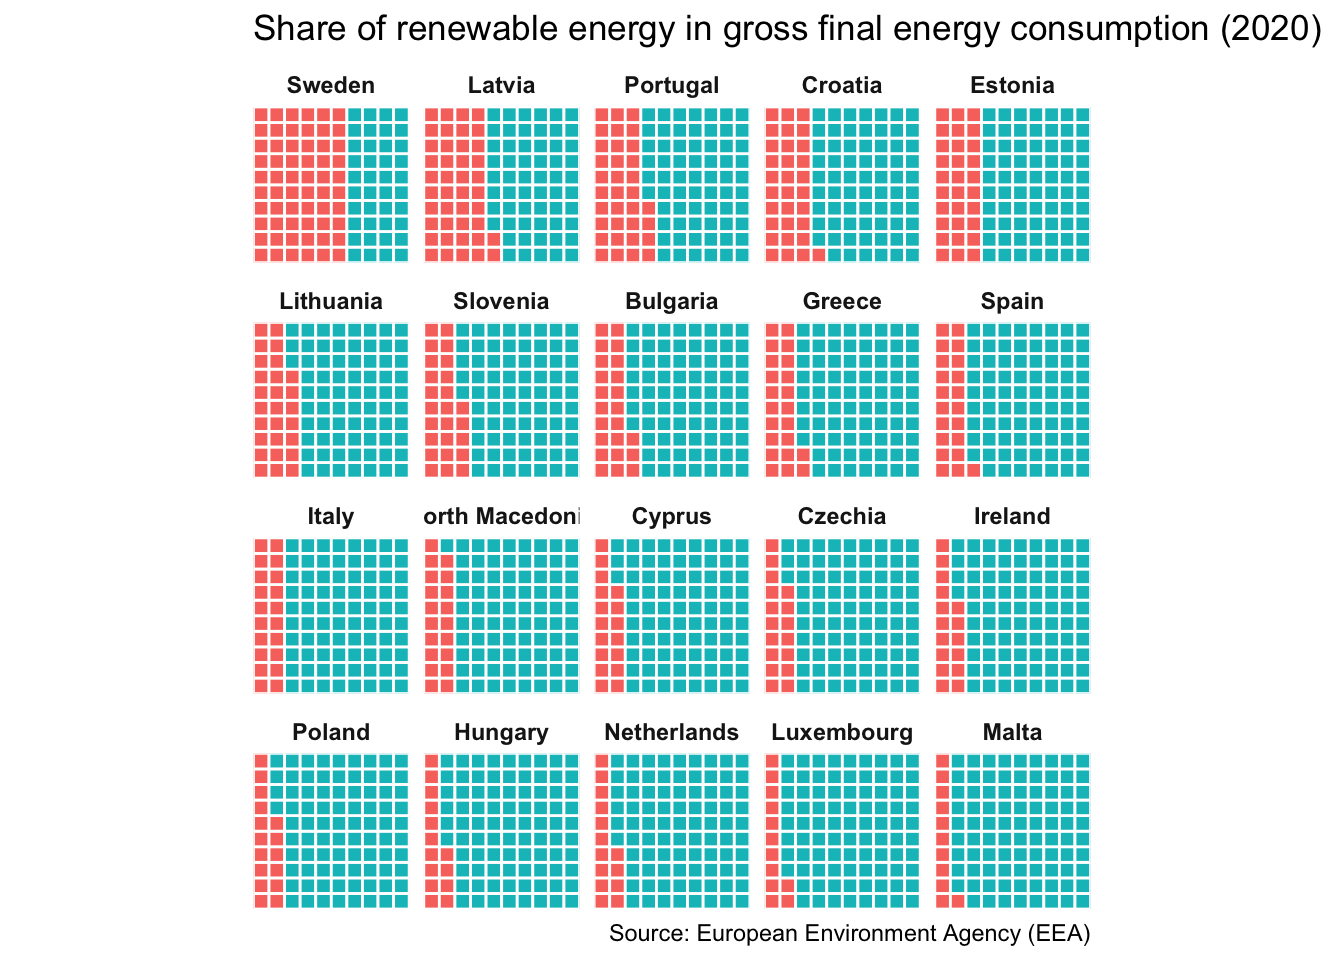 Share of renewable energy in gross final energy consumption (2020)
Sweden Latvia Portugal Croatia Estonia
Lithuania Slovenia Bulgaria Greece Spain
Italy orth Macedoni Cyprus Czechia Ireland
Poland Hungary Netherlands Luxembourg Malta
Source: European Environment Agency (EEA)